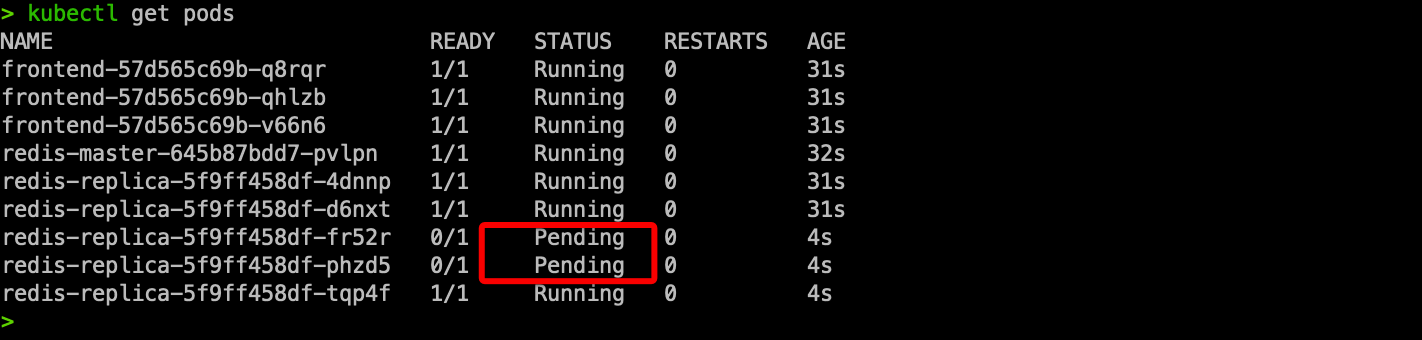 > kubectl get pods
NAME READY STATUS RESTARTS AGE
frontend-57d565c69b-q8rqr 1/1 Running 0 31s
frontend-57d565c69b-qhlzb 1/1 Running 0 31s
frontend-57d565c69b-v66n6 1/1 Running 0 31s
redis-master-645b87bdd7-pvlpn 1/1 Running 0 32s
redis-replica-5f9ff458df-4dnnp 1/1 Running 0 31s
redis-replica-5f9ff458df-d6nxt 1/1 Running 0 31s
redis-replica-5f9ff458df-fr52r 0/1 Pending 0 4s
redis-replica-5f9ff458df-phzd5 0/1 Pending 0 4s
redis-replica-5f9ff458df-tqp4f 1/1 Running 0 4s
>